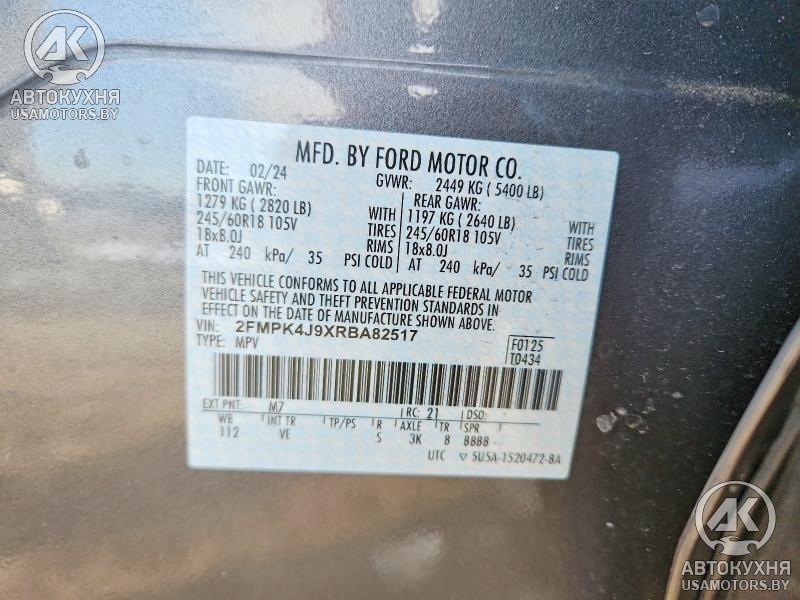 AK
АВТОКУХНЯ
USAMOTORS.BY
MFD. BY FORD MOTOR CO.
DATE: 02/24 GVWR: 2449 KG ( 5400 LB)
FRONT GAWR: REAR GAWR:
1279 KG ( 2820 LB) WITH 1197 KG ( 2640 LB) WITH
245/60R18 105V TIRES 245/60R18 105V TIRES
18x8.0J RIMS 18x8.0J RIMS
AT 240 kPa/ 35 PSI COLD AT 240 kPa/ 35 PSI COLD
THIS VEHICLE CONFORMS TO ALL APPLICABLE FEDERAL MOTOR
VEHICLE SAFETY AND THEFT PREVENTION STANDARDS IN
EFFECT ON THE DATE OF MANUFACTURE SHOWN ABOVE.
VIN: 2FMPK4J9XRBA82517 F0125
TYPE: MPV T0434
EXT PNT: M7 RC: 21 DSO:
WB INT TR TP/PS R AXLE TR SPR
112 VE S 3K 8 BBBB
UTC ▽ 5U5A-1520472-BA
AK
АВТОКУХНЯ
USAMOTORS.BY